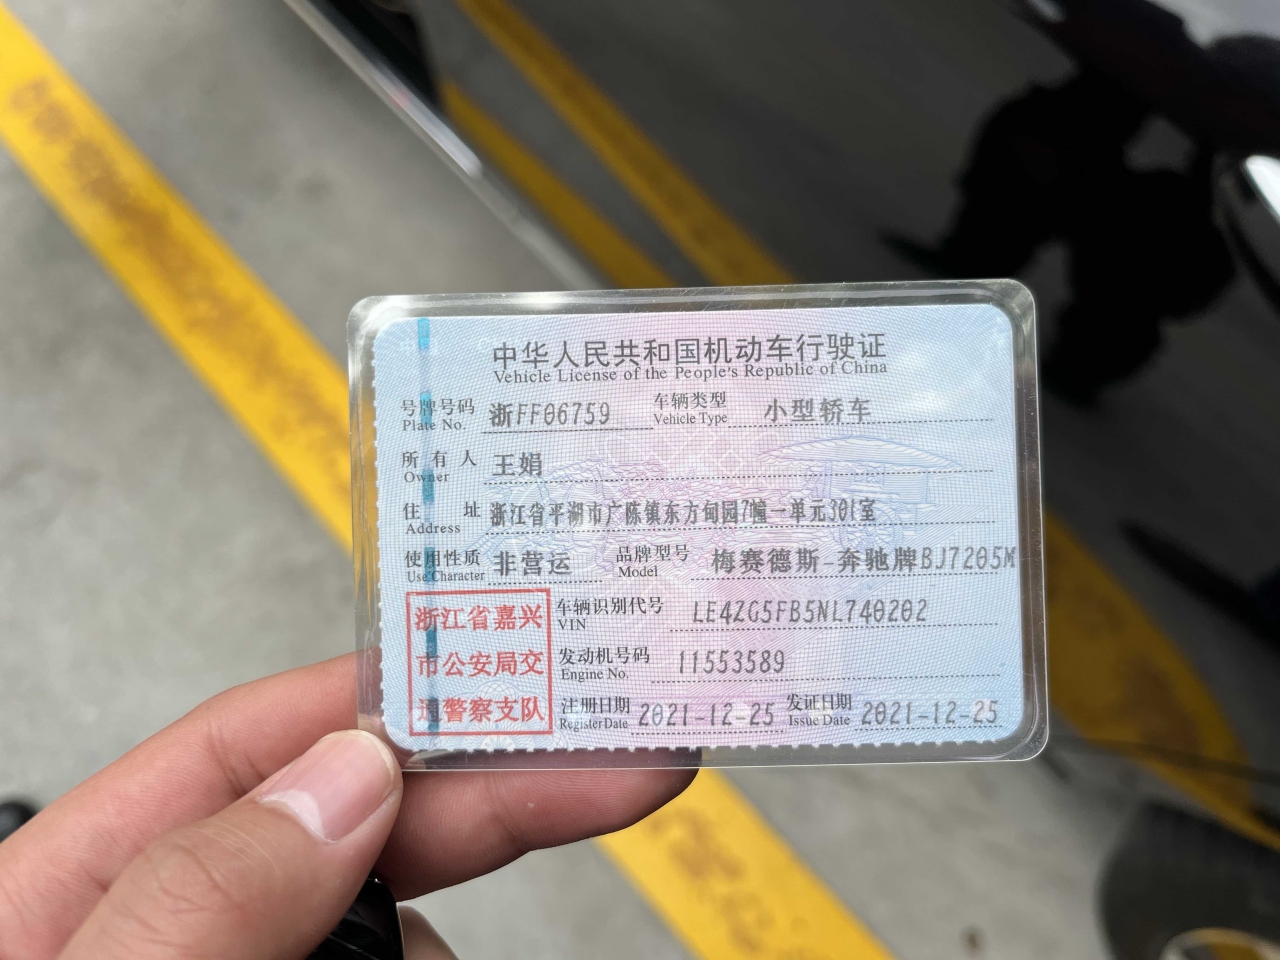 中华人民共和国机动车行驶证
Vehicle License of the People's Republic of China
号牌号码 浙FF06759 车辆类型 小型轿车
Plate No. Vehicle Type
所有人 王娟
Owner
住址 浙江省平湖市广陈镇东方甸园7幢一单元301室
Address
使用性质 非营运 品牌型号 梅赛德斯-奔驰牌BJ7205M
Use Character Model
浙江省嘉兴
市公安局交
通警察支队
车辆识别代号 LE4ZG5FB5NL740202
VIN
发动机号码 11553589
Engine No.
注册日期 2021-12-25 发证日期 2021-12-25
Register Date Issue Date